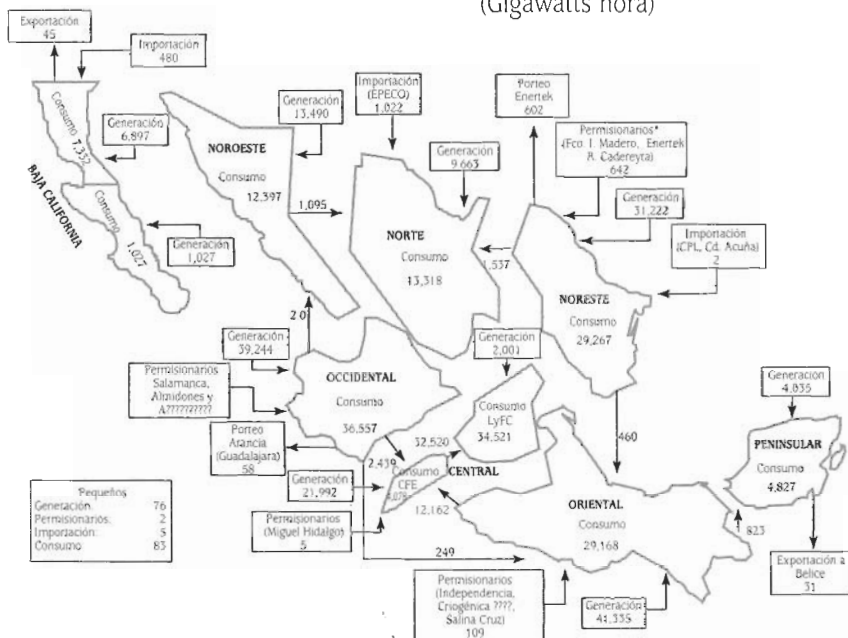 (Gigawatts hora)
Exportación
45
Importación
480
Consumo
7,332
Generación
6,897
BAJA CALIFORNIA
Consumo
1,027
Generación
1,027
Generación
13,490
NOROESTE
Consumo
12,397
1,095
Importación
(EPECO)
1,022
Generación
9,663
NORTE
Consumo
13,318
1,537
Porteo
Enertek
602
Permisionarios*
(Fco. I. Madero, Enertek
R. Cadereyta)
642
Generación
31,222
Importación
(CPL, Cd. Acuña)
2
NORESTE
Consumo
29,267
20
Generación
39,244
Permisionarios
Salamanca,
Almidones y
A??????????
OCCIDENTAL
Consumo
36,557
Porteo
Arancia
(Guadalajara)
58
Generación
2,001
Consumo
LyFC
34,521
32,520
2,439
CENTRAL
Consumo
CFE
Generación
21,992
Permisionarios
(Miguel Hidalgo)
5
12,162
249
460
ORIENTAL
Consumo
29,168
Permisionarios
(Independencia,
Criogénica ????,
Salina Cruz)
109
Generación
41,335
Generación
4,035
PENINSULAR
Consumo
4,827
823
Exportación a
Belice
31
Pequeños
Generación: 76
Permisionarios: 2
Importación: 5
Consumo 83